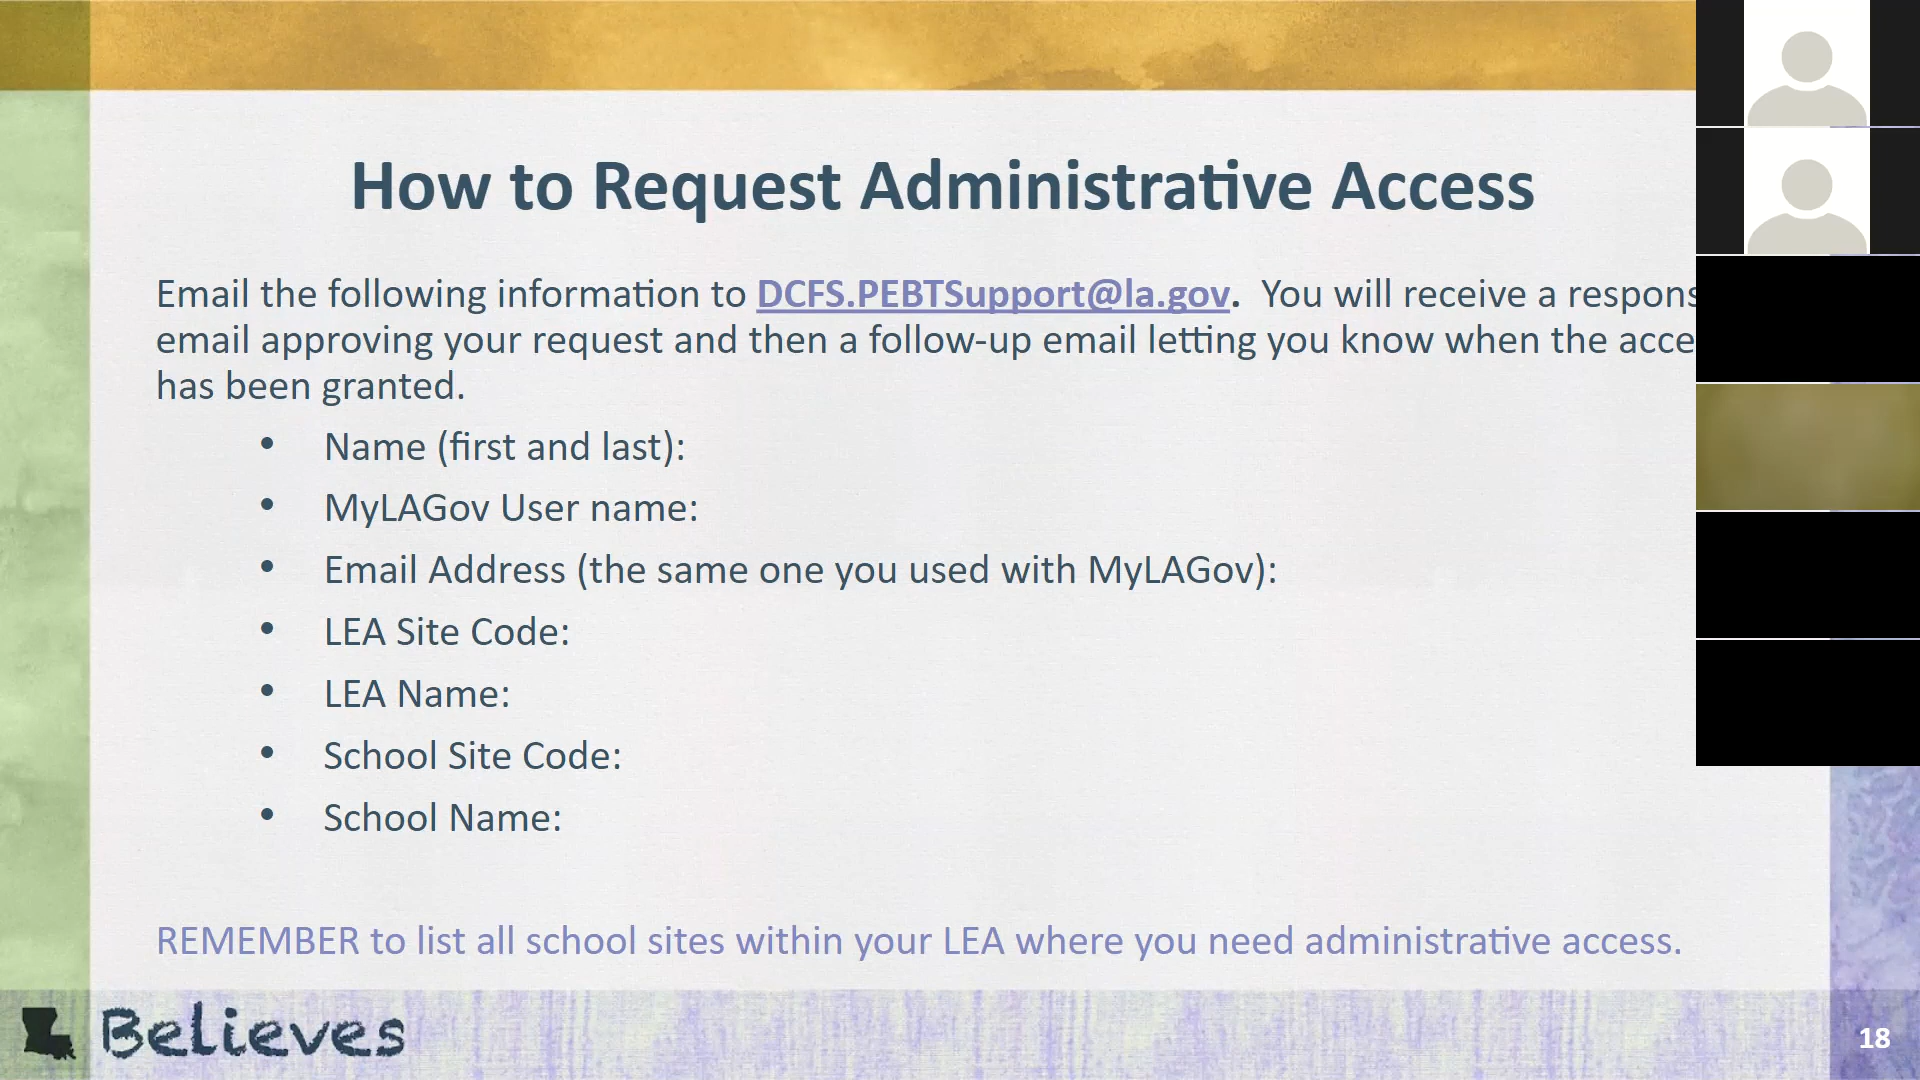 How to Request Administrative Access
Email the following information to DCFS.PEBTSupport@la.gov. You will receive a
email approving your request and then a follow-up email letting you know when the
has been granted.
• Name (first and last):
• MyLAGov User name:
• Email Address (the same one you used with MyLAGov):
• LEA Site Code:
• LEA Name:
• School Site Code:
• School Name:
REMEMBER to list all school sites within your LEA where you need administrative access.
Believes
18